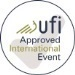 ufi
Approved
International
Event